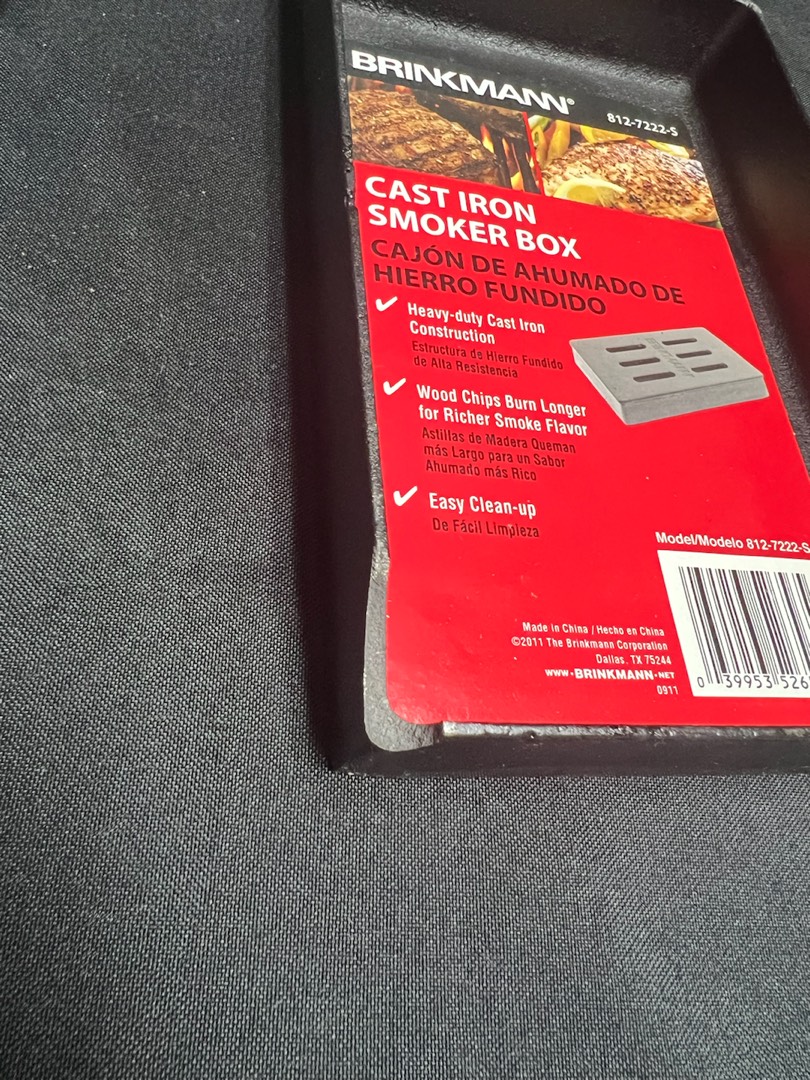 BRINKMANN®
812-7222-S
CAST IRON
SMOKER BOX
CAJÓN DE AHUMADO DE
HIERRO FUNDIDO
Heavy-duty Cast Iron
Construction
Estructura de Hierro Fundido
de Alta Resistencia
Wood Chips Burn Longer
for Richer Smoke Flavor
Astillas de Madera Queman
más Largo para un Sabor
Ahumado más Rico
Easy Clean-up
De Fácil Limpieza
Model/Modelo 812-7222-S
Made in China / Hecho en China
©2011 The Brinkmann Corporation
Dallas, TX 75244
www.BRINKMANN.NET
0911
0 39953 526